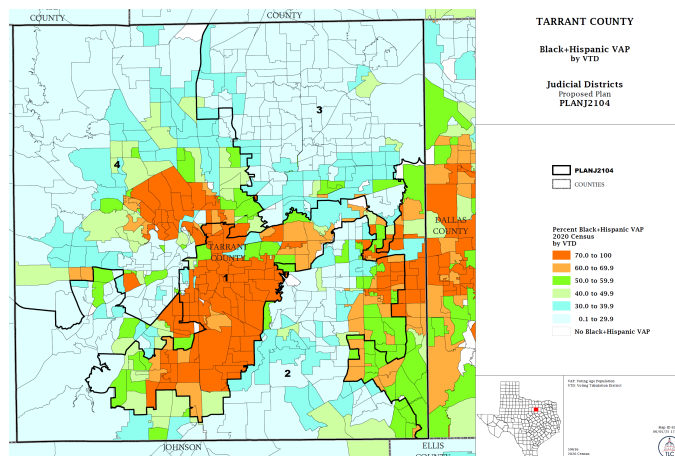 COUNTY
COUNTY
3
4
DALLAS
COUNTY
TARRANT
COUNTY
1
2
JOHNSON
ELLIS
TARRANT COUNTY
Black+Hispanic VAP
by VTD
Judicial Districts
Proposed Plan
PLANJ2104
PLANJ2104
COUNTIES
Percent Black+Hispanic VAP
2020 Census
by VTD
70.0 to 100
60.0 to 69.9
50.0 to 59.9
40.0 to 49.9
30.0 to 39.9
0.1 to 29.9
No Black+Hispanic VAP
VAP: Voting Age Population
VTD: Voting Tabulation District
2020 Census